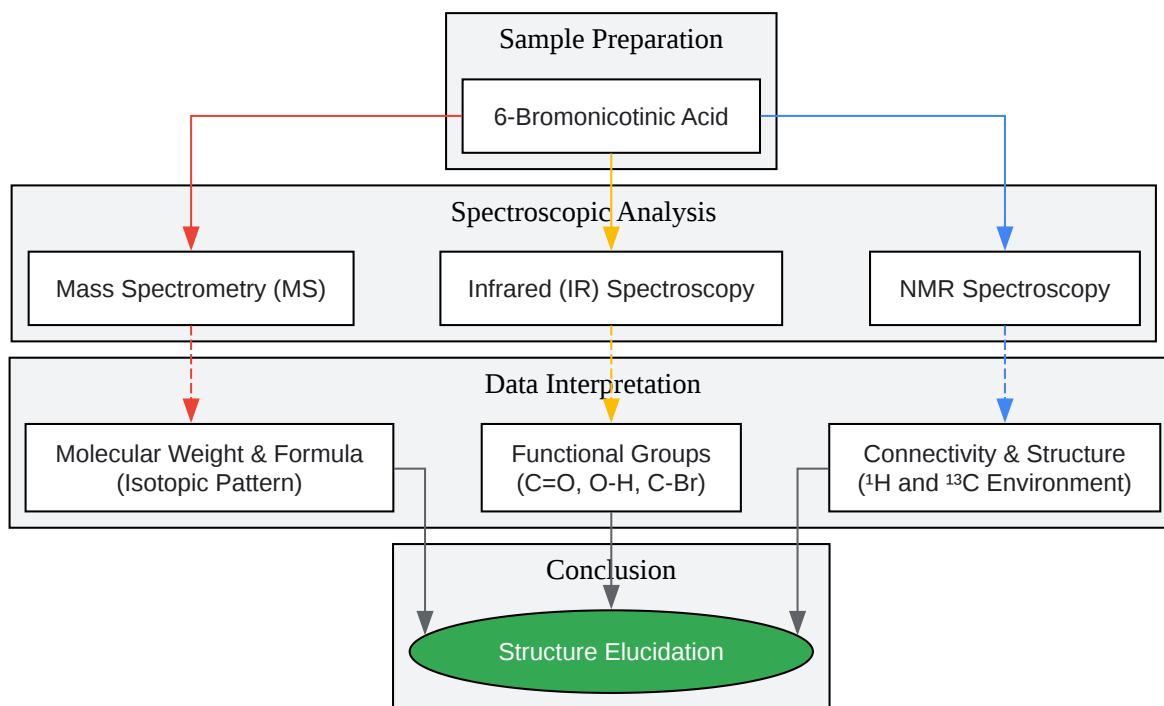 Sample Preparation
6-Bromonicotinic Acid
Spectroscopic Analysis
Mass Spectrometry (MS)
Infrared (IR) Spectroscopy
NMR Spectroscopy
Data Interpretation
Molecular Weight & Formula
(Isotopic Pattern)
Functional Groups
(C=O, O-H, C-Br)
Connectivity & Structure
(¹H and ¹³C Environment)
Conclusion
Structure Elucidation